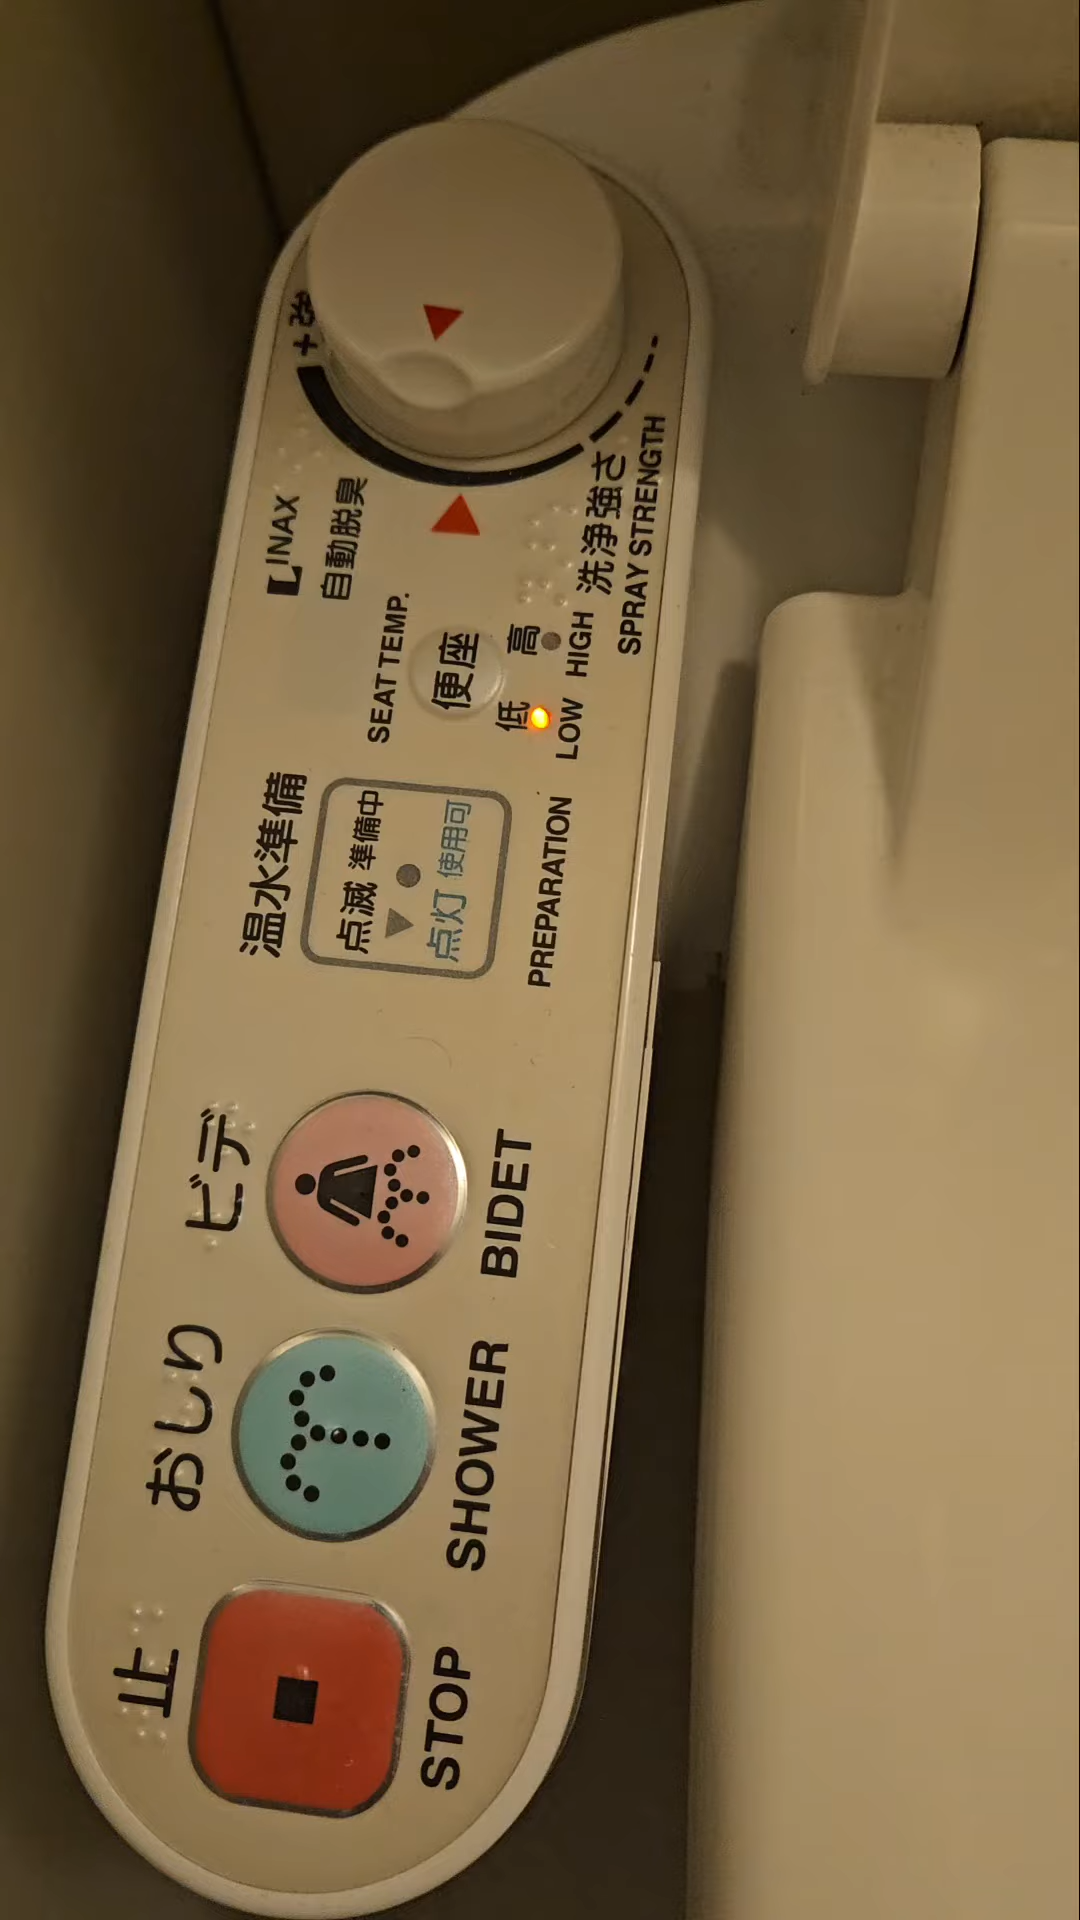 +強
INAX
自動脱臭
洗浄強さ
SPRAY STRENGTH
SEAT TEMP.
便座
低 高
LOW HIGH
温水準備
点滅 準備中
点灯 使用可
PREPARATION
ビデ
BIDET
おしり
SHOWER
止
STOP